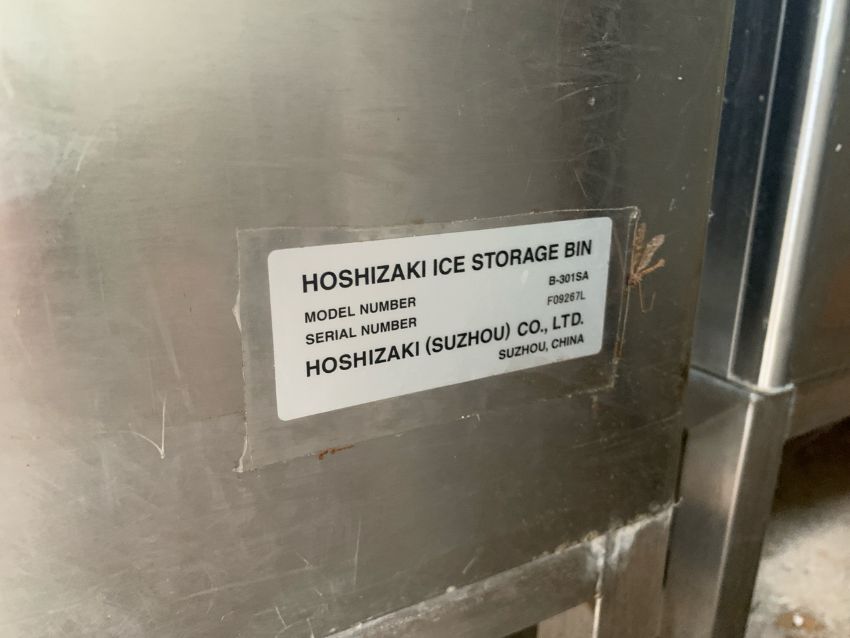 HOSHIZAKI ICE STORAGE BIN
MODEL NUMBER B-301SA
SERIAL NUMBER F09267L
HOSHIZAKI (SUZHOU) CO., LTD.
SUZHOU, CHINA